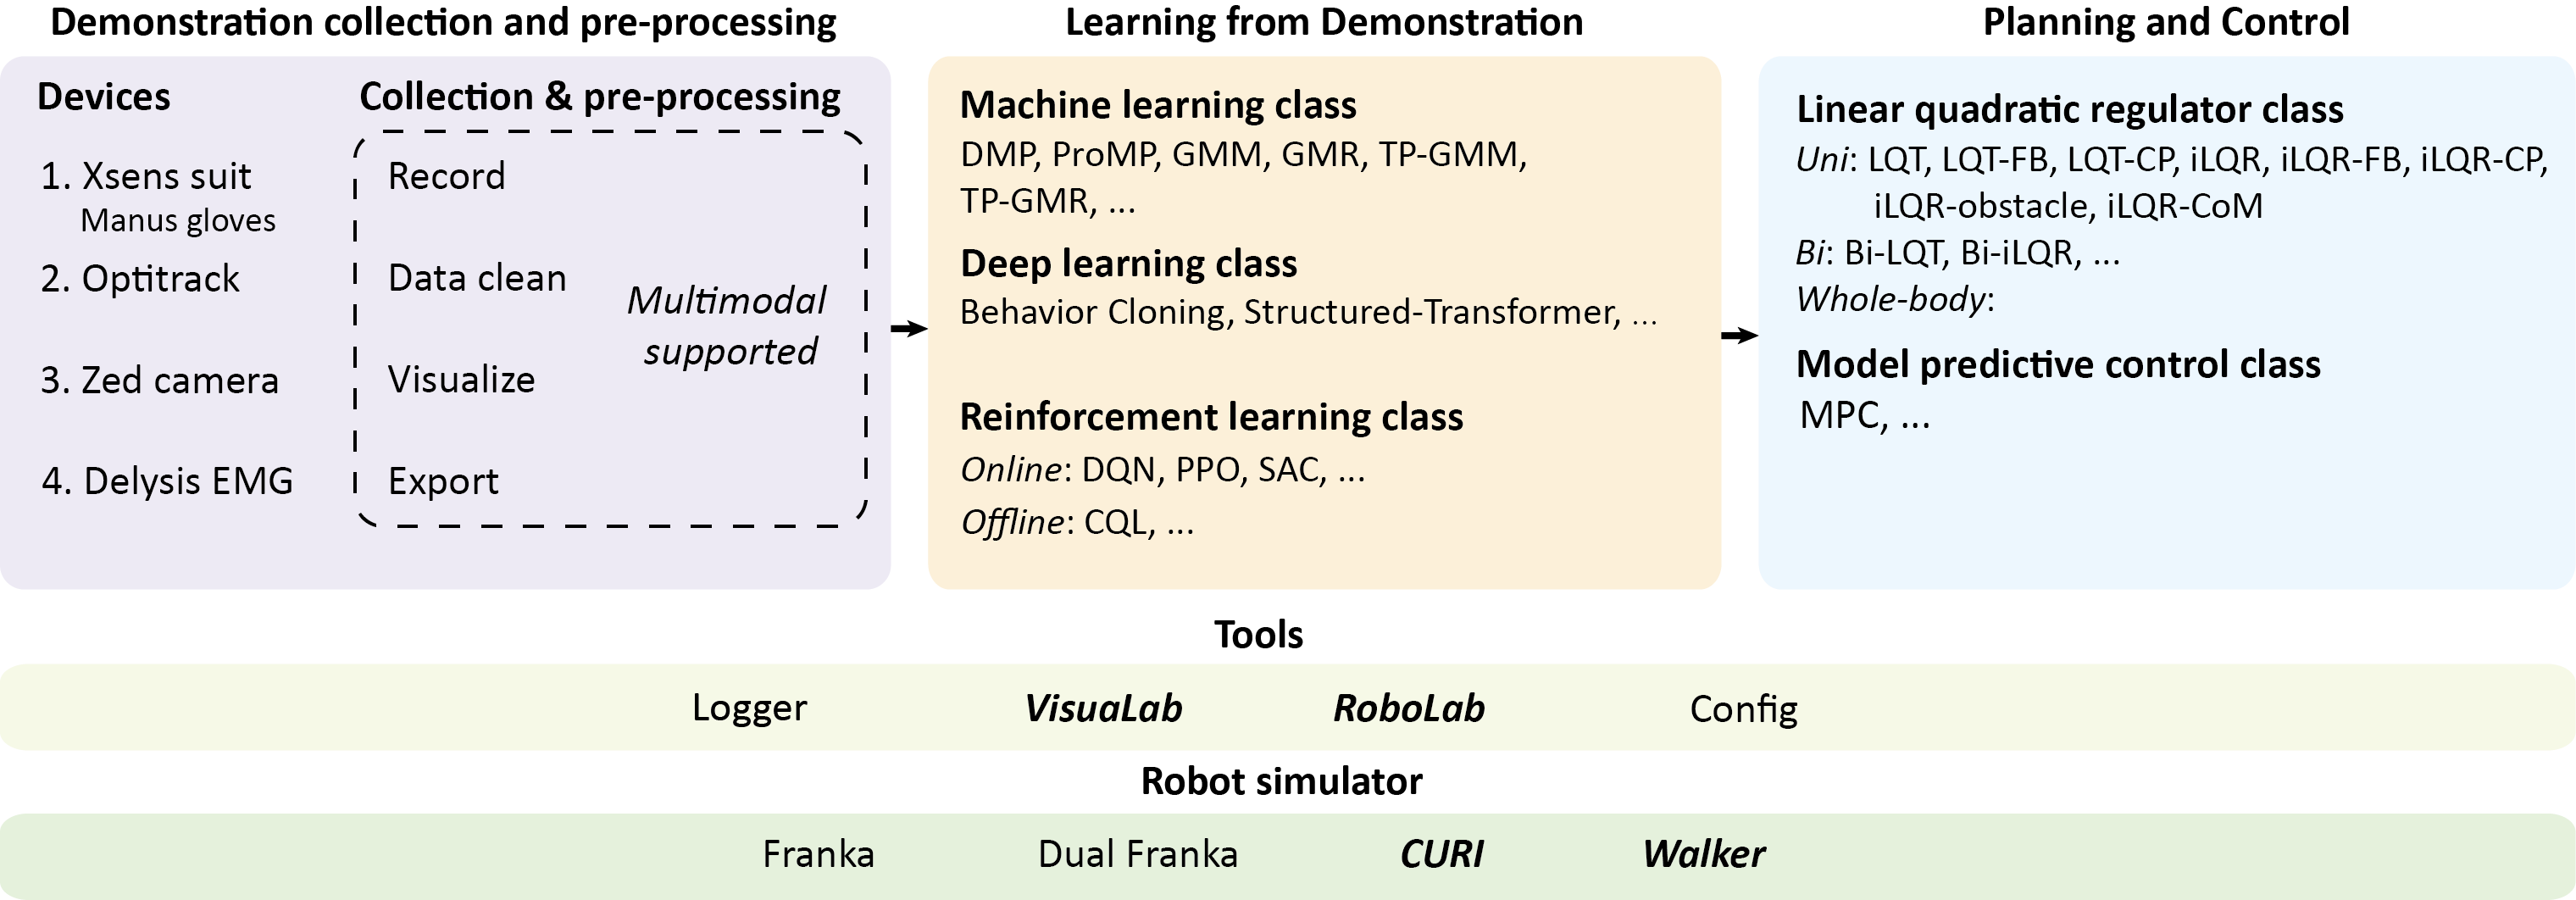 Demonstration collection and pre-processing
Devices
Collection & pre-processing
1. Xsens suit
Manus gloves
2. Optitrack
3. Zed camera
4. Delysis EMG
Record
Data clean
Visualize
Export
Multimodal
supported
Learning from Demonstration
Machine learning class
DMP, ProMP, GMM, GMR, TP-GMM,
TP-GMR, ...
Deep learning class
Behavior Cloning, Structured-Transformer, ...
Reinforcement learning class
Online: DQN, PPO, SAC, ...
Offline: CQL, ...
Planning and Control
Linear quadratic regulator class
Uni: LQT, LQT-FB, LQT-CP, iLQR, iLQR-FB, iLQR-CP,
iLQR-obstacle, iLQR-CoM
Bi: Bi-LQT, Bi-iLQR, ...
Whole-body:
Model predictive control class
MPC, ...
Tools
Logger VisuaLab RoboLab Config
Robot simulator
Franka Dual Franka CURI Walker